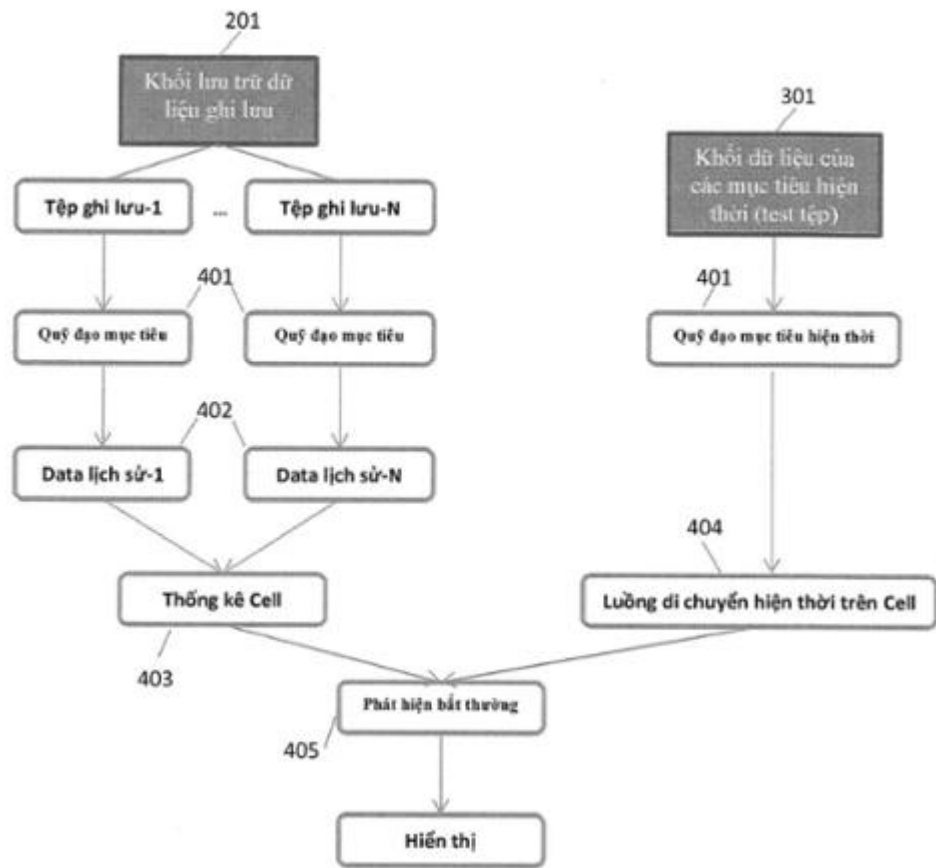 201
Khối lưu trữ dữ
liệu ghi lưu
301
Khối dữ liệu của
các mục tiêu hiện
thời (test tệp)
Tệp ghi lưu-1
...
Tệp ghi lưu-N
401
401
Quỹ đạo mục tiêu
Quỹ đạo mục tiêu
Quỹ đạo mục tiêu hiện thời
402
Data lịch sử-1
Data lịch sử-N
404
Thống kê Cell
Luồng di chuyển hiện thời trên Cell
403
Phát hiện bất thường
405
Hiển thị